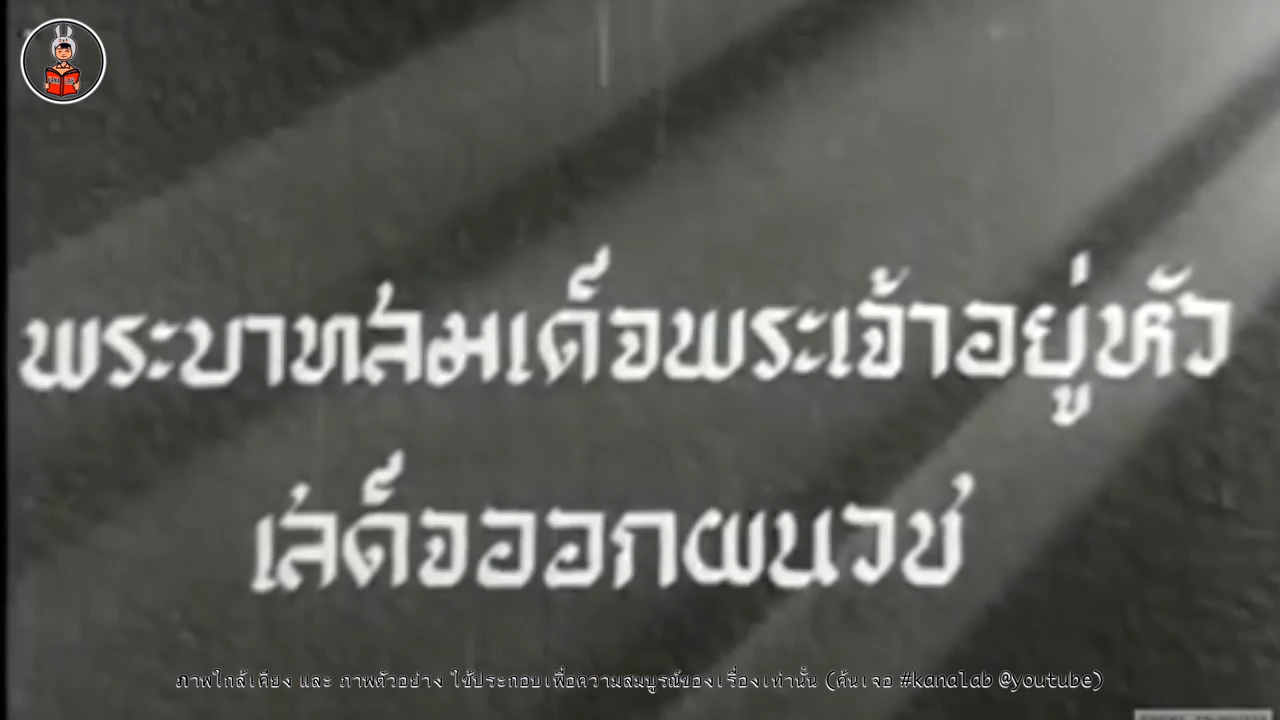 พระบาทสมเด็จพระเจ้าอยู่หัว
เสด็จออกผนวช
ภาพใกล้เคียง และ ภาพตัวอย่าง ใช้ประกอบเพื่อความสมบูรณ์ของเรื่องเท่านั้น (ค้นเจอ #kanalab @youtube)